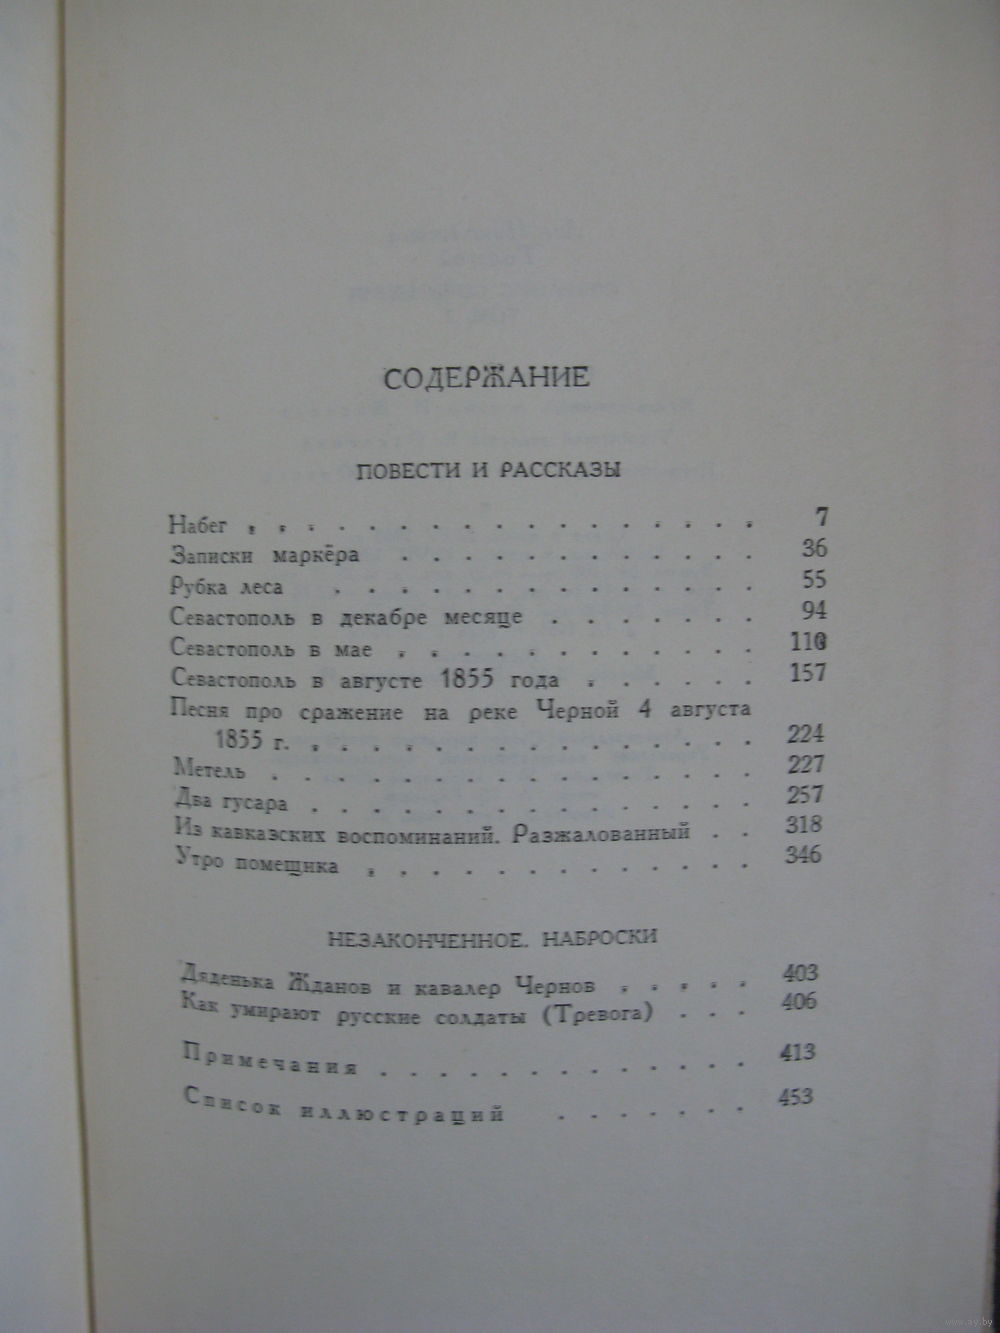 СОДЕРЖАНИЕ
ПОВЕСТИ И РАССКАЗЫ
Набег . . . . . . . . . . . . . . . . 7
Записки маркёра . . . . . . . . . . . . 36
Рубка леса . . . . . . . . . . . . . . 55
Севастополь в декабре месяце . . . . . . . 94
Севастополь в мае . . . . . . . . . . . . 110
Севастополь в августе 1855 года . . . . . . 157
Песня про сражение на реке Черной 4 августа
1855 г. . . . . . . . . . . . . . . . 224
Метель . . . . . . . . . . . . . . . . 227
Два гусара . . . . . . . . . . . . . . . 257
Из кавказских воспоминаний. Разжалованный . . 318
Утро помещика . . . . . . . . . . . . . 346
НЕЗАКОНЧЕННОЕ. НАБРОСКИ
Дяденька Жданов и кавалер Чернов . . . . . 403
Как умирают русские солдаты (Тревога) . . . 406
Примечания . . . . . . . . . . . . 413
Список иллюстраций . . . . . . . 453
www.ay.by